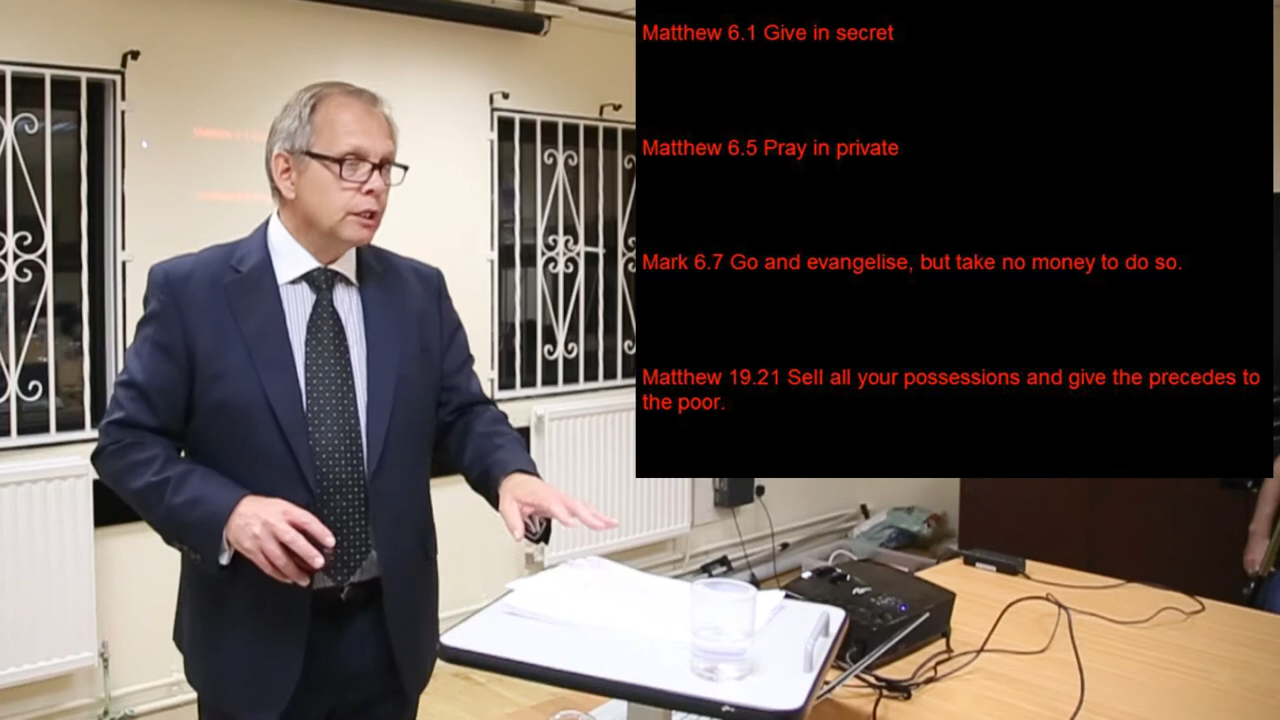 Matthew 6.1 Give in secret
Matthew 6.5 Pray in private
Mark 6.7 Go and evangelise, but take no money to do so.
Matthew 19.21 Sell all your possessions and give the precedes to
the poor.